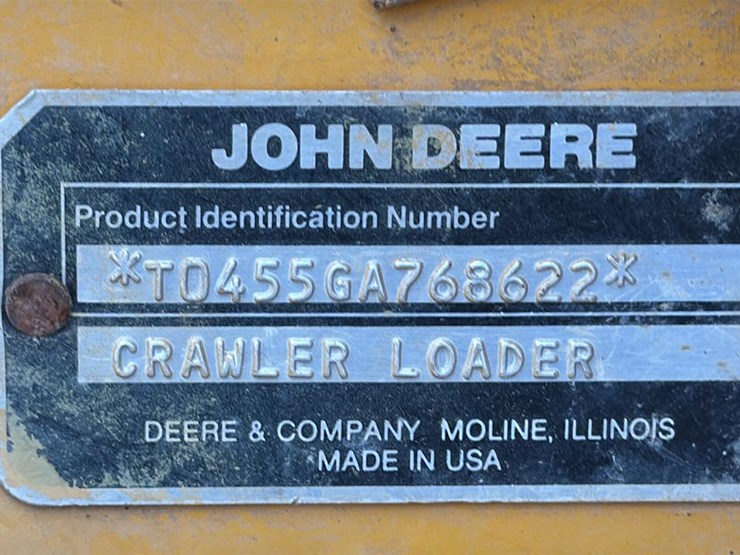 JOHN DEERE
Product Identification Number
*T0455GA768622*
CRAWLER LOADER
DEERE & COMPANY MOLINE, ILLINOIS
MADE IN USA